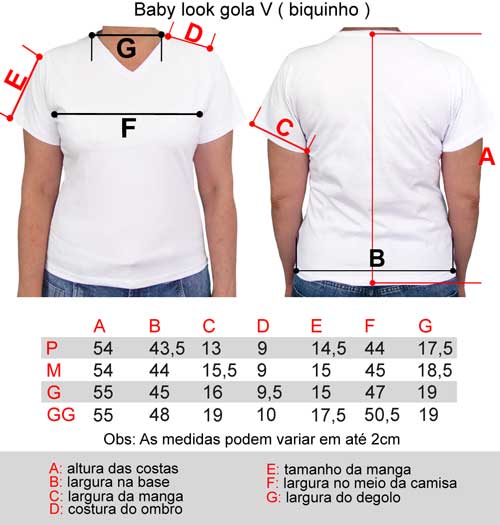 Baby look gola V ( biquinho )
D
G
E
F
C
A
B
A B C D E F G
P 54 43,5 13 9 14,5 44 17,5
M 54 44 15,5 9 15 45 18,5
G 55 45 16 9,5 15 47 19
GG 55 48 19 10 17,5 50,5 19
Obs: As medidas podem variar em até 2cm
A: altura das costas
B: largura na base
C: largura da manga
D: costura do ombro
E: tamanho da manga
F: largura no meio da camisa
G: largura do degolo